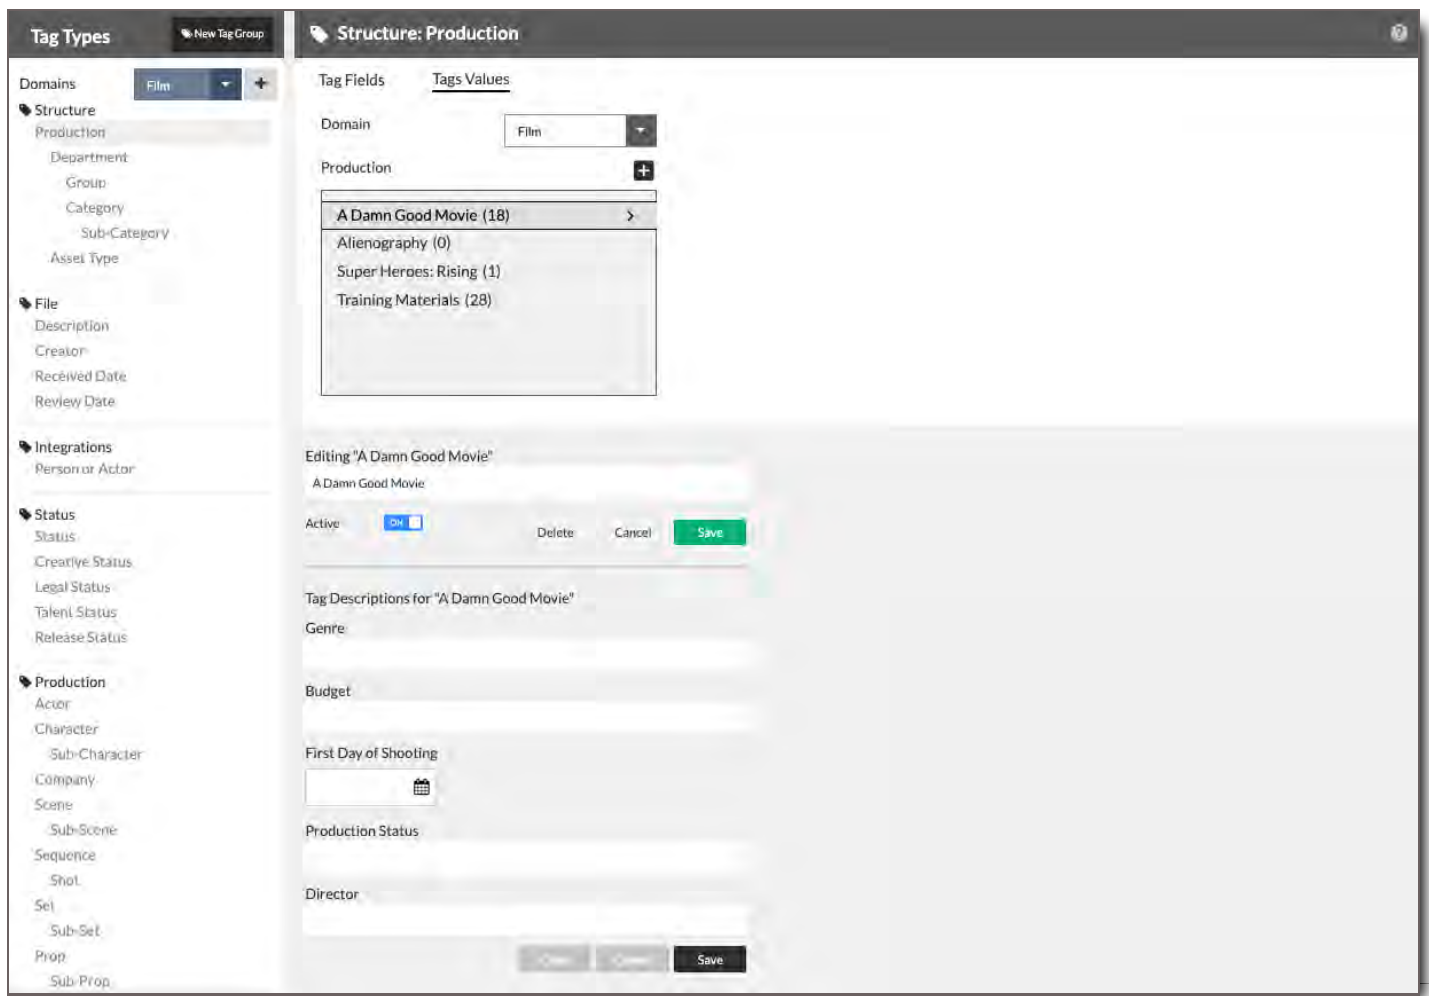 Tag Types
New Tag Group
Domains
Film
Structure
Production
Department
Group
Category
Sub-Category
Asset Type
File
Description
Creator
Received Date
Review Date
Integrations
Person or Actor
Status
Status
Creative Status
Legal Status
Talent Status
Release Status
Production
Actor
Character
Sub-Character
Company
Scene
Sub-Scene
Sequence
Shot
Set
Sub-Set
Prop
Sub-Prop
Structure: Production
Tag Fields Tags Values
Domain
Film
Production
A Damn Good Movie (18)
Alienography (0)
Super Heroes: Rising (1)
Training Materials (28)
Editing "A Damn Good Movie"
A Damn Good Movie
Active
ON
Delete Cancel Save
Tag Descriptions for "A Damn Good Movie"
Genre
Budget
First Day of Shooting
Production Status
Director
Save